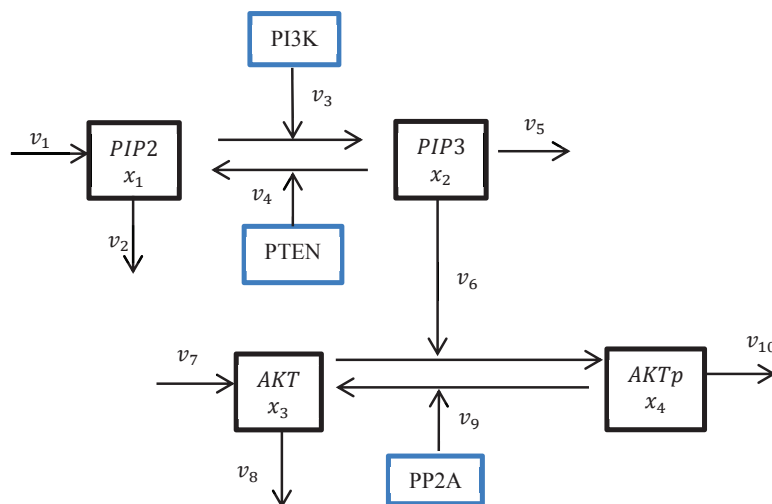 PI3K
v₃
v₁
PIP2
x₁
PIP3
x₂
v₅
v₄
v₂
PTEN
v₆
v₇
v₁₀
AKT
x₃
AKTp
x₄
v₉
v₈
PP2A